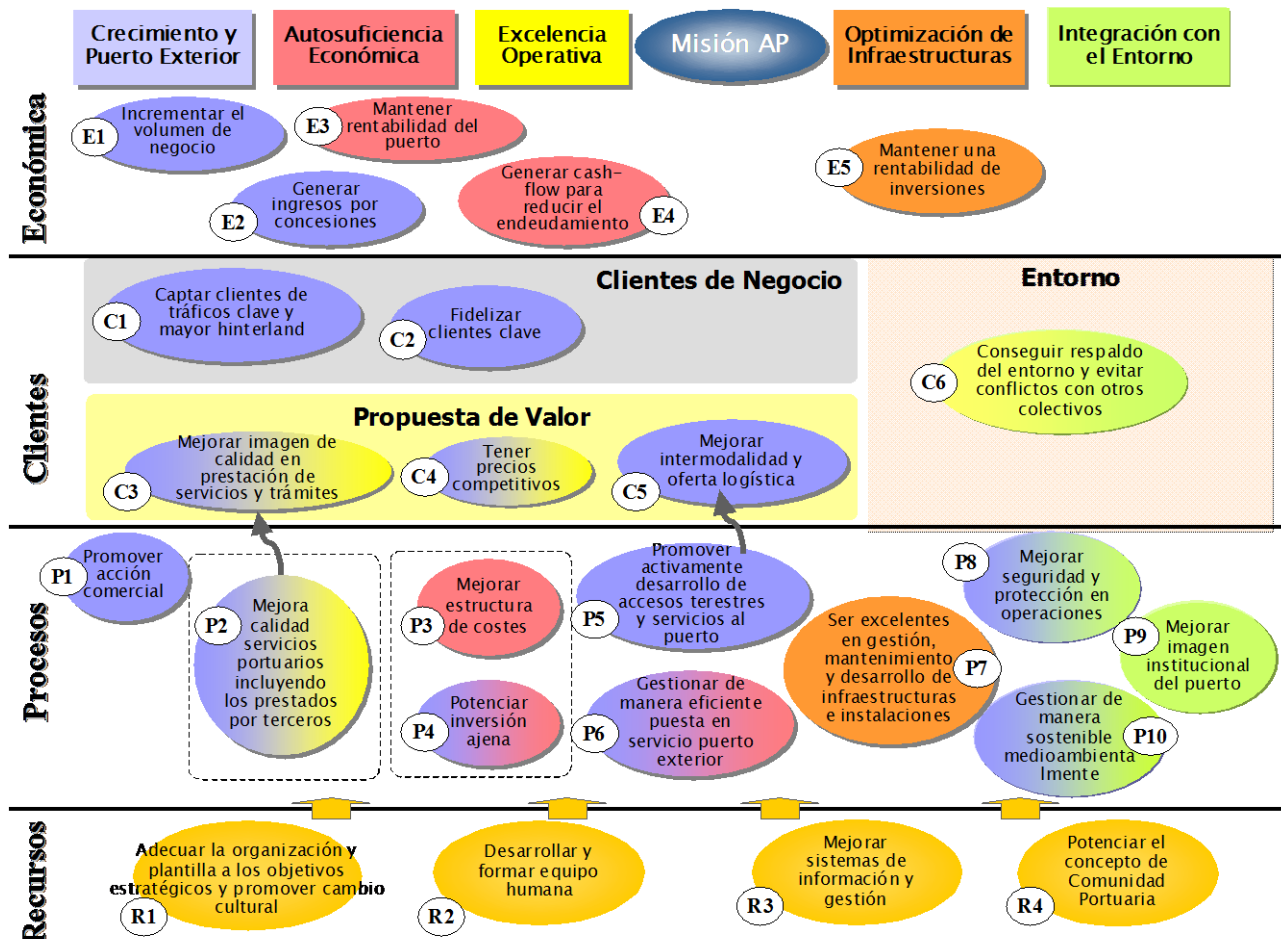 Crecimiento y
Puerto Exterior
Autosuficiencia
Económica
Excelencia
Operativa
Misión AP
Optimización de
Infraestructuras
Integración con
el Entorno
Económica
E1
Incrementar el
volumen de
negocio
E3
Mantener
rentabilidad del
puerto
E2
Generar
ingresos por
concesiones
Generar cash-
flow para
reducir el
endeudamiento
E4
E5
Mantener una
rentabilidad de
inversiones
Clientes
Clientes de Negocio
C1
Captar clientes de
tráficos clave y
mayor hinterland
C2
Fidelizar
clientes clave
Entorno
C6
Conseguir respaldo
del entorno y evitar
conflictos con otros
colectivos
Propuesta de Valor
C3
Mejorar imagen de
calidad en
prestación de
servicios y trámites
C4
Tener
precios
competitivos
C5
Mejorar
intermodalidad y
oferta logística
Procesos
P1
Promover
acción
comercial
P2
Mejora
calidad
servicios
portuarios
incluyendo
los prestados
por terceros
P3
Mejorar
estructura
de costes
P4
Potenciar
inversión
ajena
P5
Promover
activamente
desarrollo de
accesos terestres
y servicios al
puerto
P6
Gestionar de
manera eficiente
puesta en
servicio puerto
exterior
Ser excelentes
en gestión,
mantenimiento
y desarrollo de
infraestructuras
e instalaciones
P7
P8
Mejorar
seguridad y
protección en
operaciones
P9
Mejorar
imagen
institucional
del puerto
Gestionar de
manera
sostenible
medioambienta
lmente
P10
Recursos
R1
Adecuar la organización y
plantilla a los objetivos
estratégicos y promover cambio
cultural
R2
Desarrollar y
formar equipo
humana
R3
Mejorar
sistemas de
información y
gestión
R4
Potenciar el
concepto de
Comunidad
Portuaria